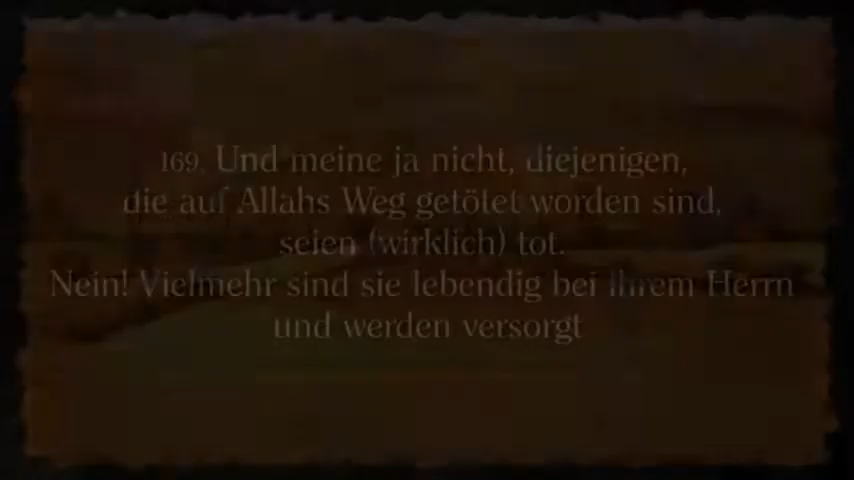 169. Und meine ja nicht, diejenigen,
die auf Allahs Weg getötet worden sind,
seien (wirklich) tot.
Nein! Vielmehr sind sie lebendig bei ihrem Herrn
und werden versorgt